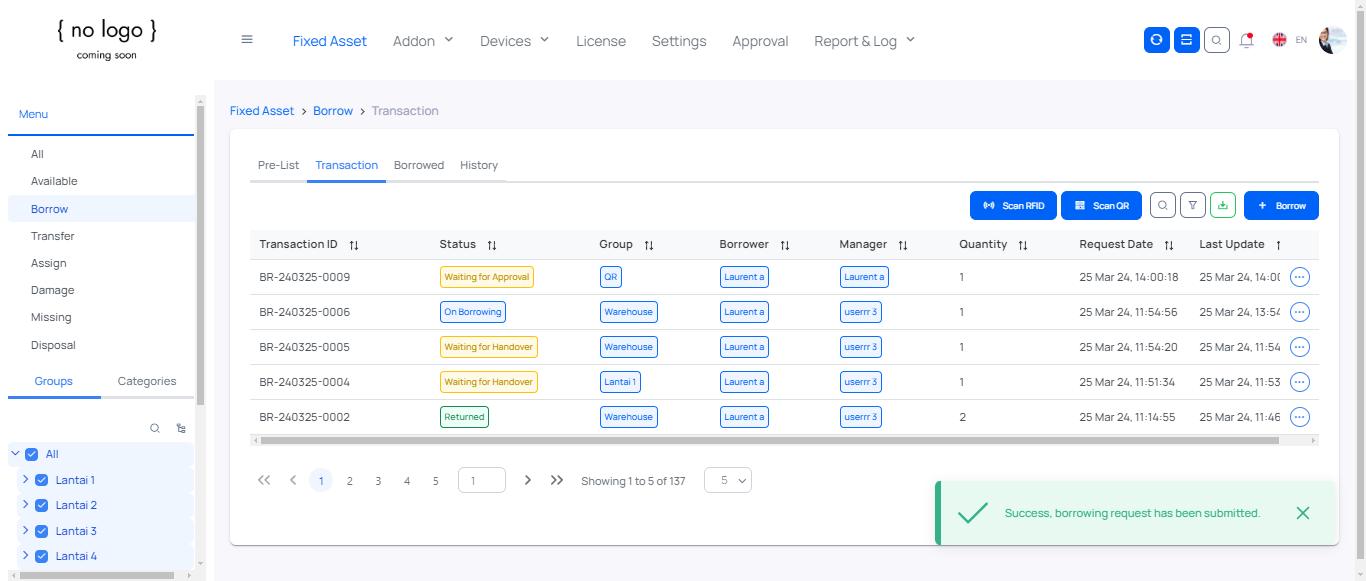 { no logo }
coming soon
Fixed Asset Addon Devices License Settings Approval Report & Log EN
Menu
All
Available
Borrow
Transfer
Assign
Damage
Missing
Disposal
Groups Categories
All
Lantai 1
Lantai 2
Lantai 3
Lantai 4
Fixed Asset > Borrow > Transaction
Pre-List Transaction Borrowed History
Scan RFID Scan QR + Borrow
Transaction ID Status Group Borrower Manager Quantity Request Date Last Update
BR-240325-0009 Waiting for Approval QR Laurent a Laurent a 1 25 Mar 24, 14:00:18 25 Mar 24, 14:00
BR-240325-0006 On Borrowing Warehouse Laurent a userrr 3 1 25 Mar 24, 11:54:56 25 Mar 24, 13:54
BR-240325-0005 Waiting for Handover Warehouse Laurent a userrr 3 1 25 Mar 24, 11:54:20 25 Mar 24, 11:54
BR-240325-0004 Waiting for Handover Lantai 1 Laurent a userrr 3 1 25 Mar 24, 11:51:34 25 Mar 24, 11:53
BR-240325-0002 Returned Warehouse Laurent a userrr 3 2 25 Mar 24, 11:14:55 25 Mar 24, 11:46
1 2 3 4 5 1 Showing 1 to 5 of 137 5
Success, borrowing request has been submitted.